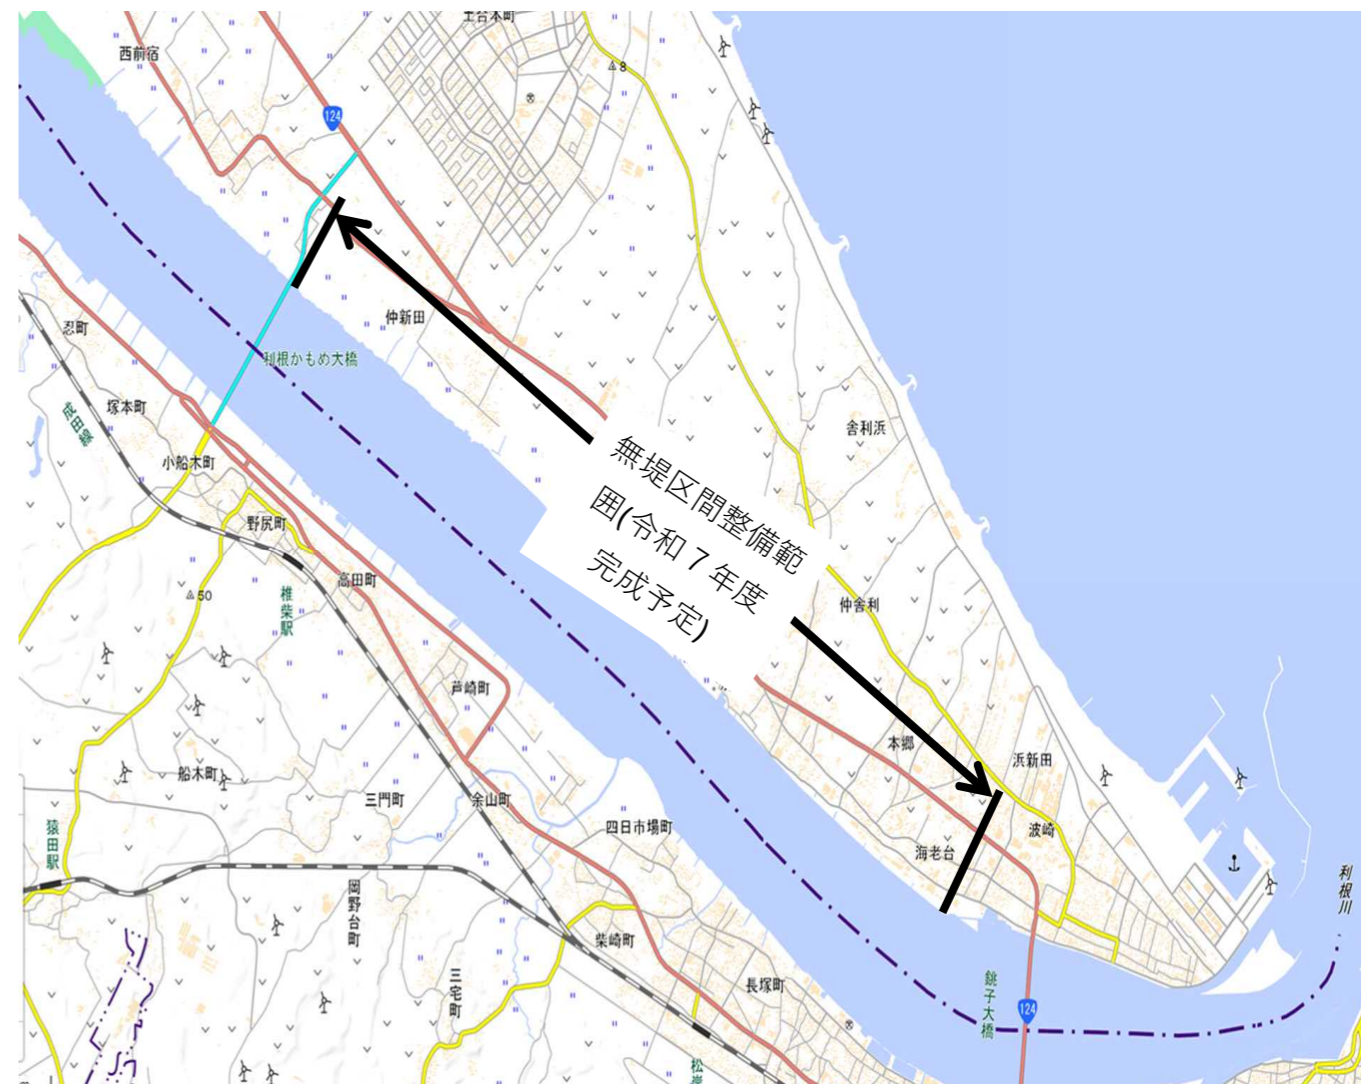 西前宿
8
124
仲新田
忍町
利根かもめ大橋
塚本町
成田線
小船木町
舎利浜
無堤区間整備範
囲(令和７年度
完成予定)
野尻町
高田町
50
椎柴駅
仲舎利
芦崎町
本郷
浜新田
船木町
三門町
余山町
四日市場町
波崎
海老台
猿田駅
利根川
岡野台町
柴崎町
三宅町
長塚町
銚子大橋
124